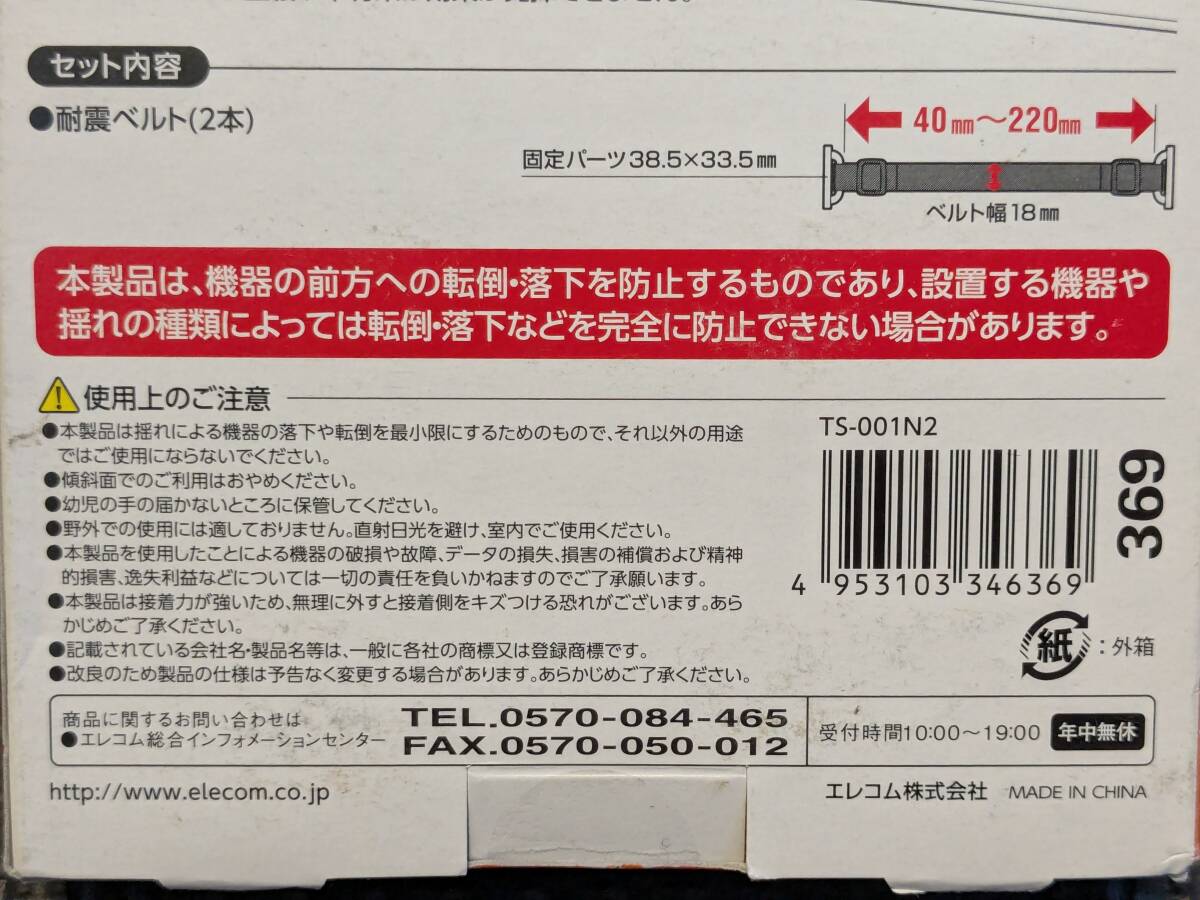 セット内容
●耐震ベルト(2本)
40㎜〜220㎜
固定パーツ38.5×33.5㎜
ベルト幅18㎜
本製品は、機器の前方への転倒・落下を防止するものであり、設置する機器や
揺れの種類によっては転倒・落下などを完全に防止できない場合があります。
使用上のご注意
●本製品は揺れによる機器の落下や転倒を最小限にするためのもので、それ以外の用途
ではご使用にならないでください。
●傾斜面でのご利用はおやめください。
●幼児の手の届かないところに保管してください。
●野外での使用には適しておりません。直射日光を避け、室内でご使用ください。
●本製品を使用したことによる機器の破損や故障、データの損失、損害の補償および精神
的損害、逸失利益などについては一切の責任を負いかねますのでご了承願います。
●本製品は接着力が強いため、無理に外すと接着側をキズつける恐れがございます。あら
かじめご了承ください。
●記載されている会社名・製品名等は、一般に各社の商標又は登録商標です。
●改良のため製品の仕様は予告なく変更する場合があります。あらかじめご了承ください。
TS-001N2
4 953103 346369
369
紙
：外箱
商品に関するお問い合わせは
●エレコム総合インフォメーションセンター
TEL.0570-084-465
FAX.0570-050-012
受付時間10:00〜19:00 年中無休
http://www.elecom.co.jp
エレコム株式会社 MADE IN CHINA